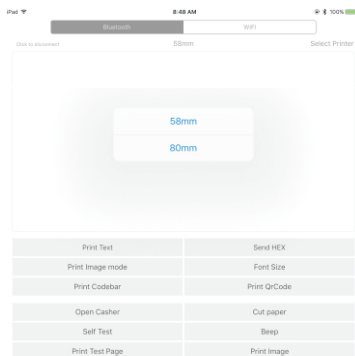 iPad 8:48 AM 100%
Bluetooth WIFI
Click to disconnect 58mm Select Printer
58mm
80mm
Print Text Send HEX
Print Image mode Font Size
Print Codebar Print QrCode
Open Casher Cut paper
Self Test Beep
Print Test Page Print Image